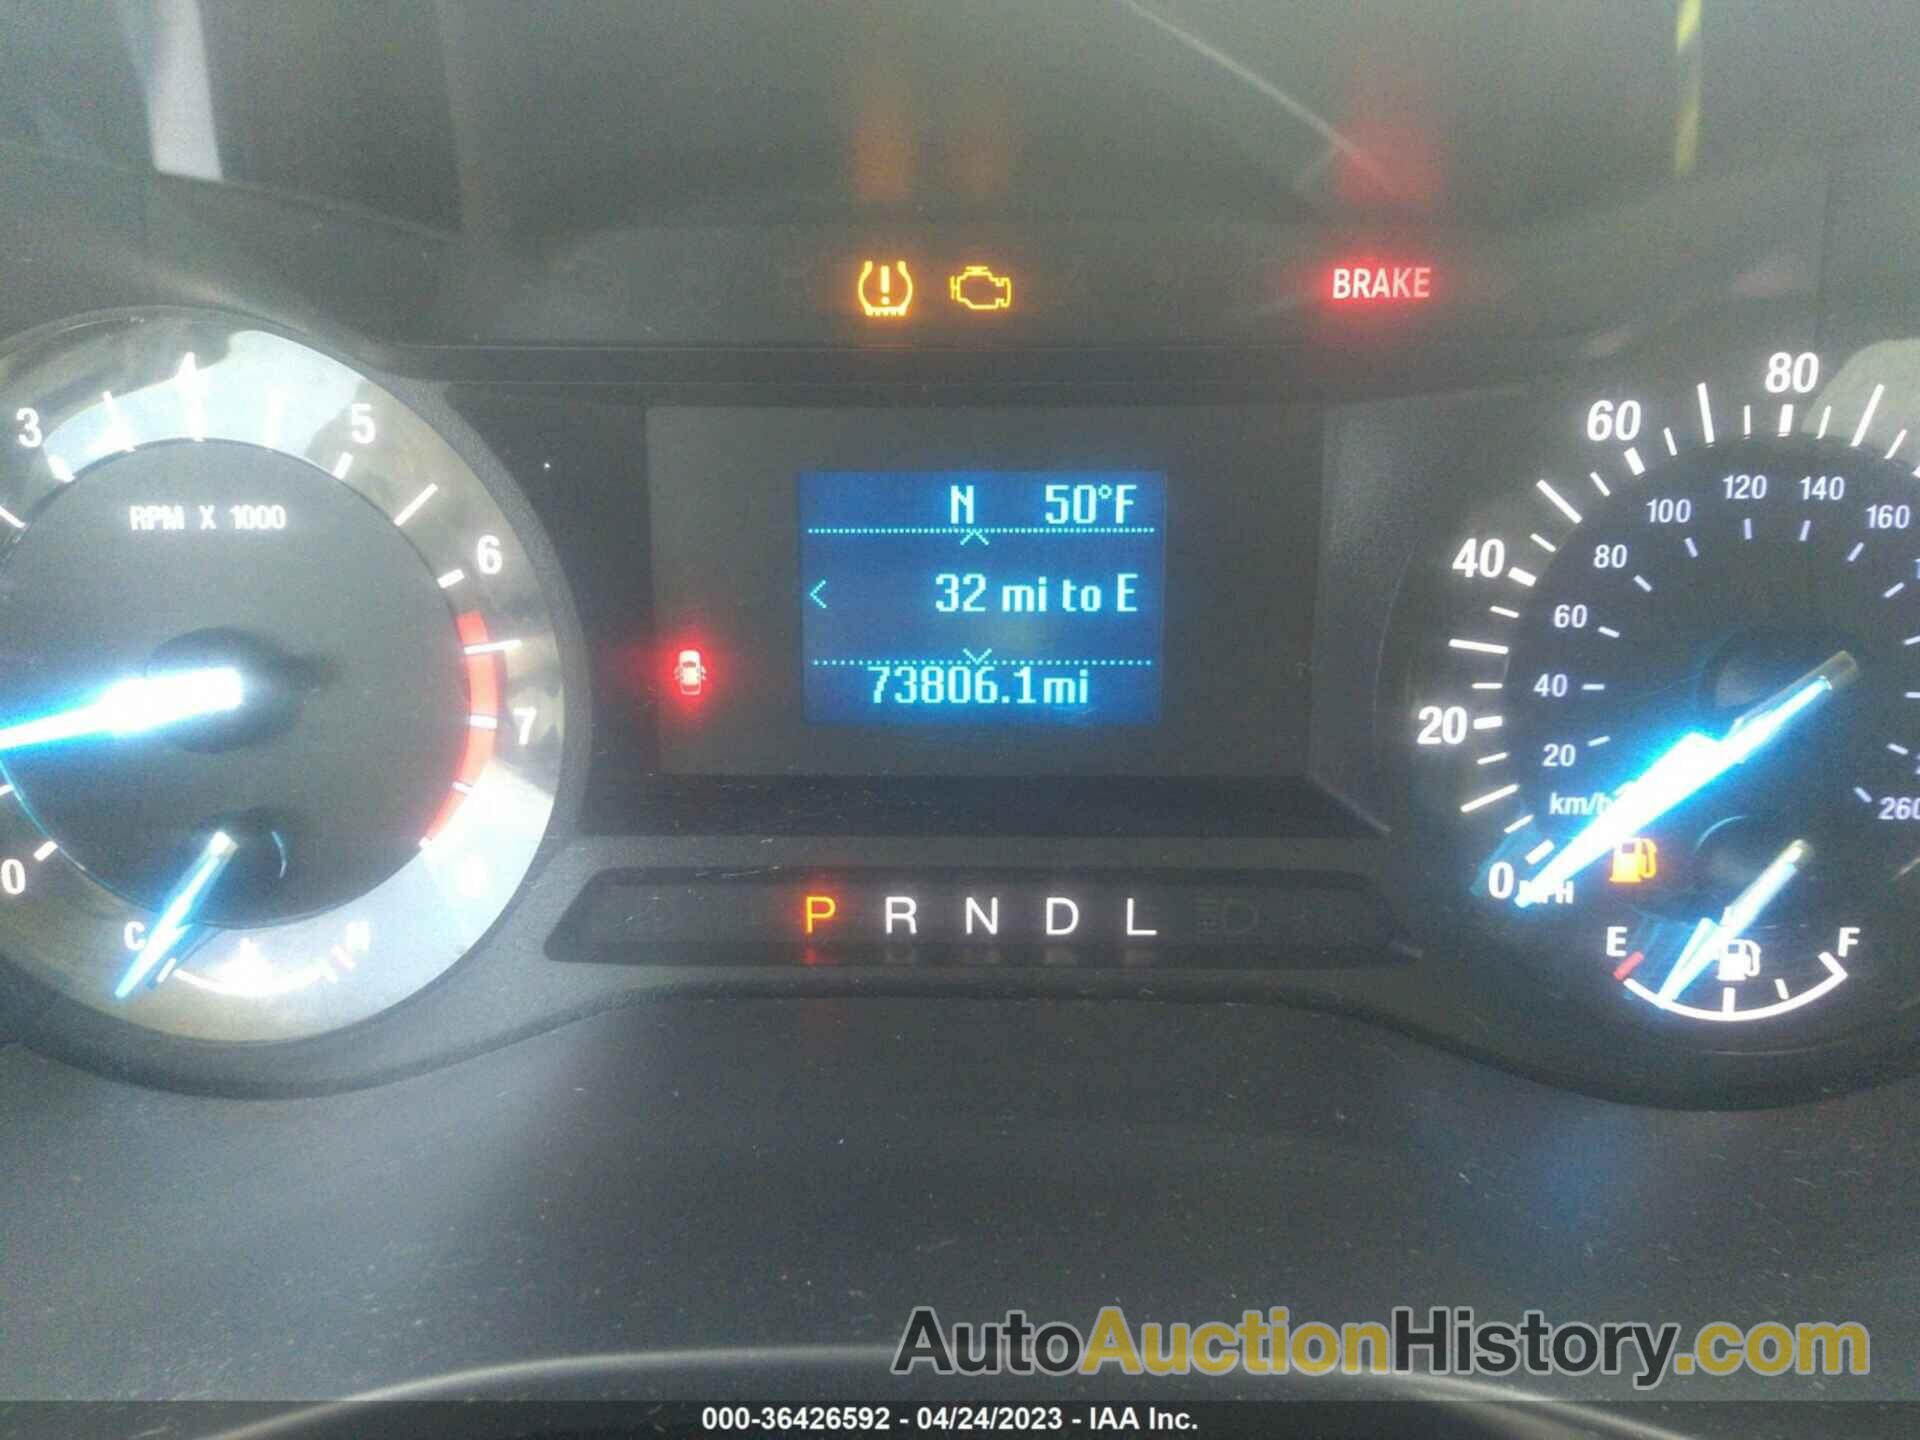 BRAKE
3
5
6
7
0
RPM X 1000
C
N 50°F
32 mi to E
73806.1mi
P R N D L
80
60
40
20
0
120
140
100
160
80
60
40
20
260
km/h
MPH
E
F
AutoAuctionHistory.com
000-36426592 - 04/24/2023 - IAA Inc.